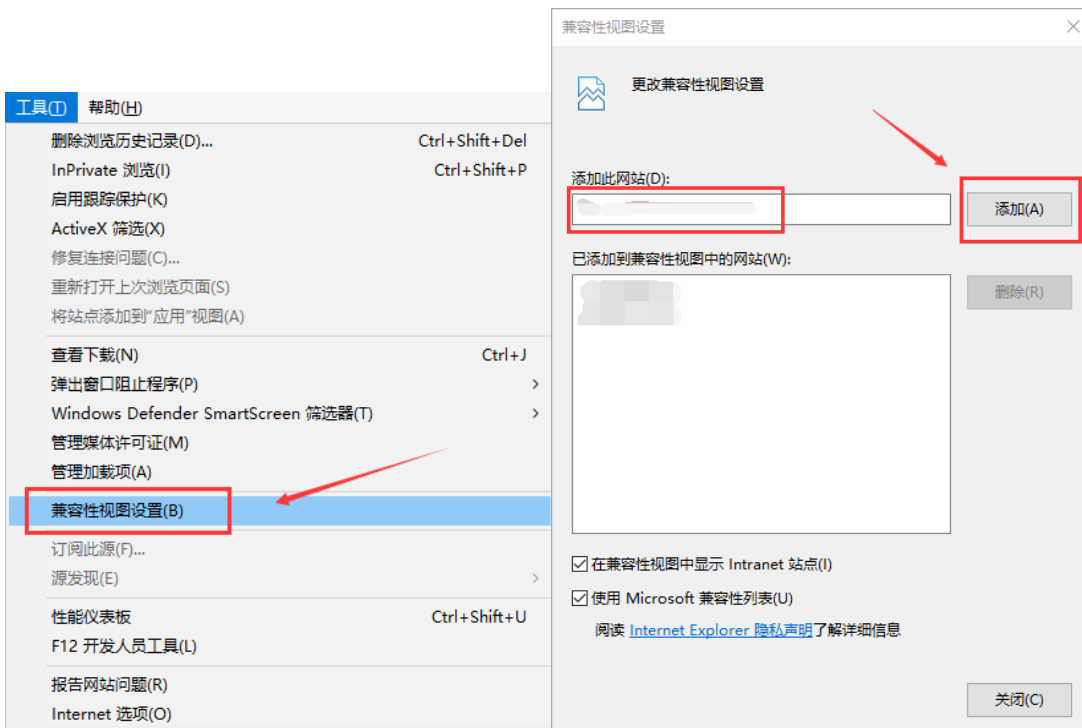 工具(T) 帮助(H)
删除浏览历史记录(D)... Ctrl+Shift+Del
InPrivate 浏览(I) Ctrl+Shift+P
启用跟踪保护(K)
ActiveX 筛选(X)
修复连接问题(C)...
重新打开上次浏览页面(S)
将站点添加到“应用”视图(A)
查看下载(N) Ctrl+J
弹出窗口阻止程序(P)
Windows Defender SmartScreen 筛选器(T)
管理媒体许可证(M)
管理加载项(A)
兼容性视图设置(B)
订阅此源(F)...
源发现(E)
性能仪表板 Ctrl+Shift+U
F12 开发人员工具(L)
报告网站问题(R)
Internet 选项(O)
兼容性视图设置
更改兼容性视图设置
添加此网站(D):
添加(A)
已添加到兼容性视图中的网站(W):
删除(R)
在兼容性视图中显示 Intranet 站点(I)
使用 Microsoft 兼容性列表(U)
阅读 Internet Explorer 隐私声明了解详细信息
关闭(C)